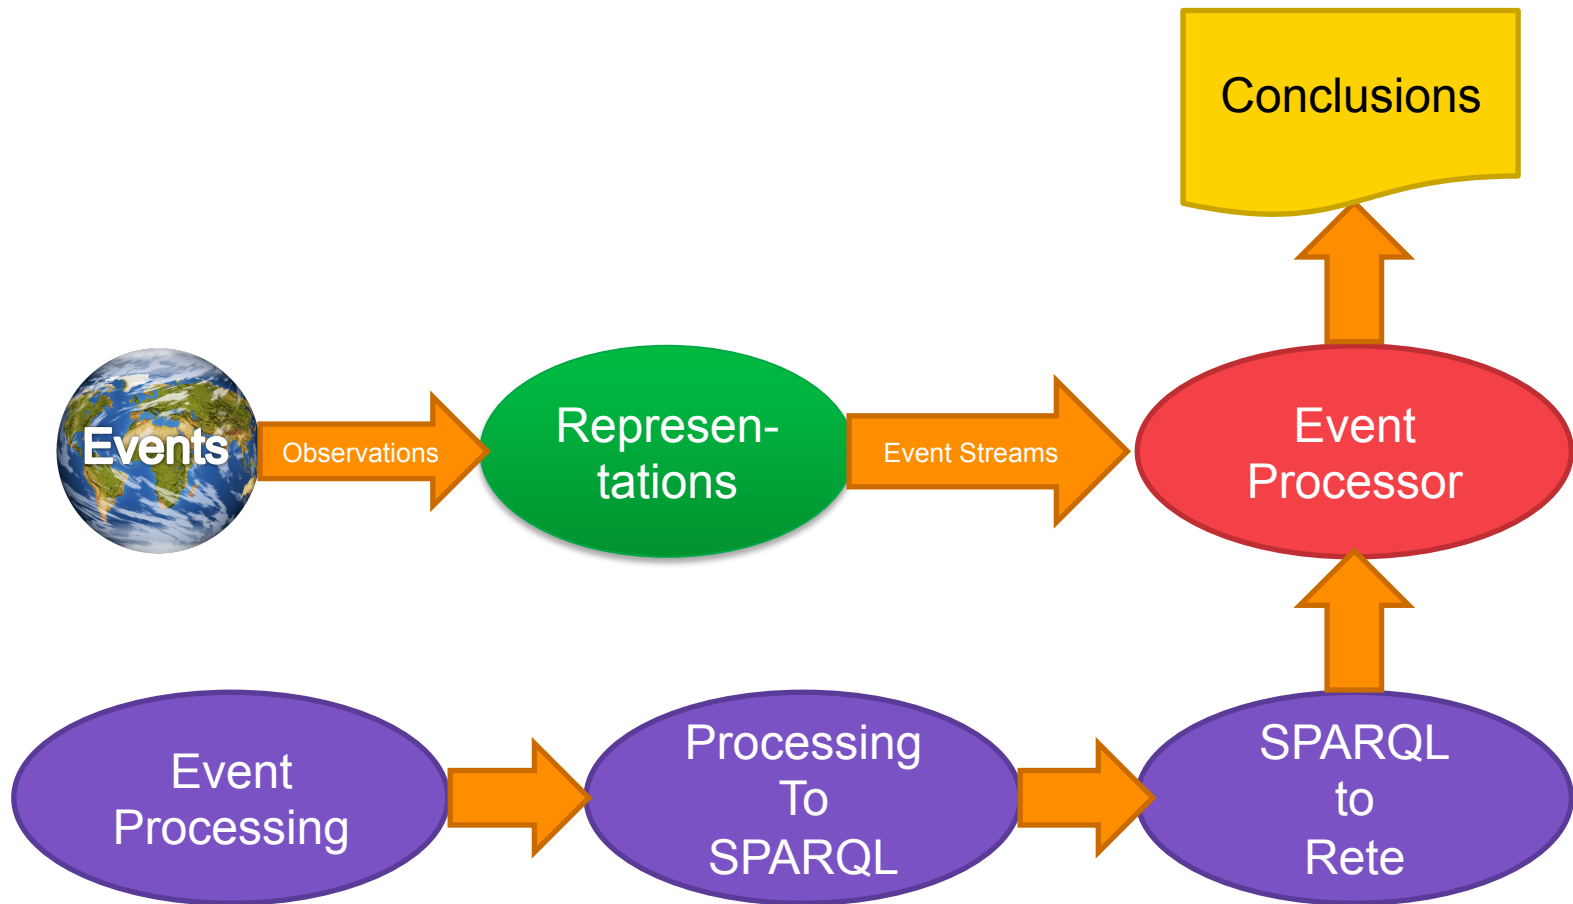 Conclusions
Events
Observations
Represen-
tations
Event Streams
Event
Processor
Event
Processing
Processing
To
SPARQL
SPARQL
to
Rete